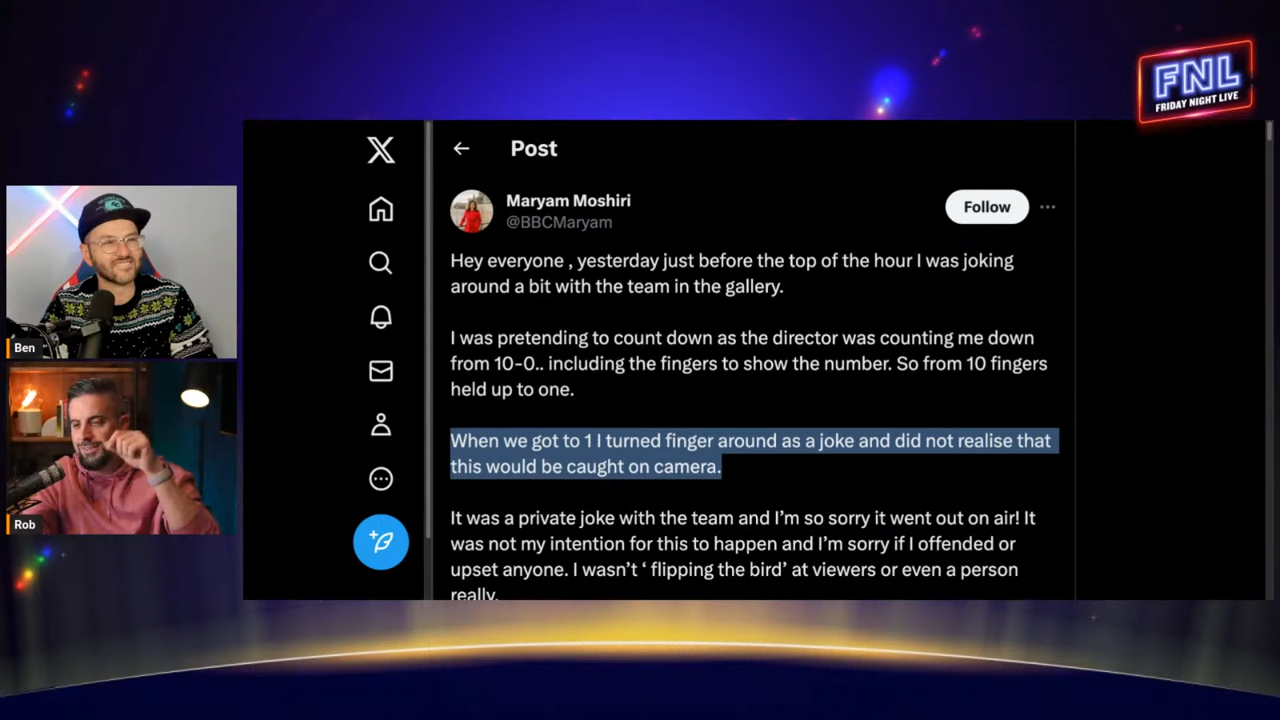 FNL
FRIDAY NIGHT LIVE
Post
Maryam Moshiri
@BBCMaryam
Follow
Hey everyone , yesterday just before the top of the hour I was joking
around a bit with the team in the gallery.
I was pretending to count down as the director was counting me down
from 10-0.. including the fingers to show the number. So from 10 fingers
held up to one.
When we got to 1 I turned finger around as a joke and did not realise that
this would be caught on camera.
It was a private joke with the team and I’m so sorry it went out on air! It
was not my intention for this to happen and I’m sorry if I offended or
upset anyone. I wasn’t ‘ flipping the bird’ at viewers or even a person
really.
Ben
Rob